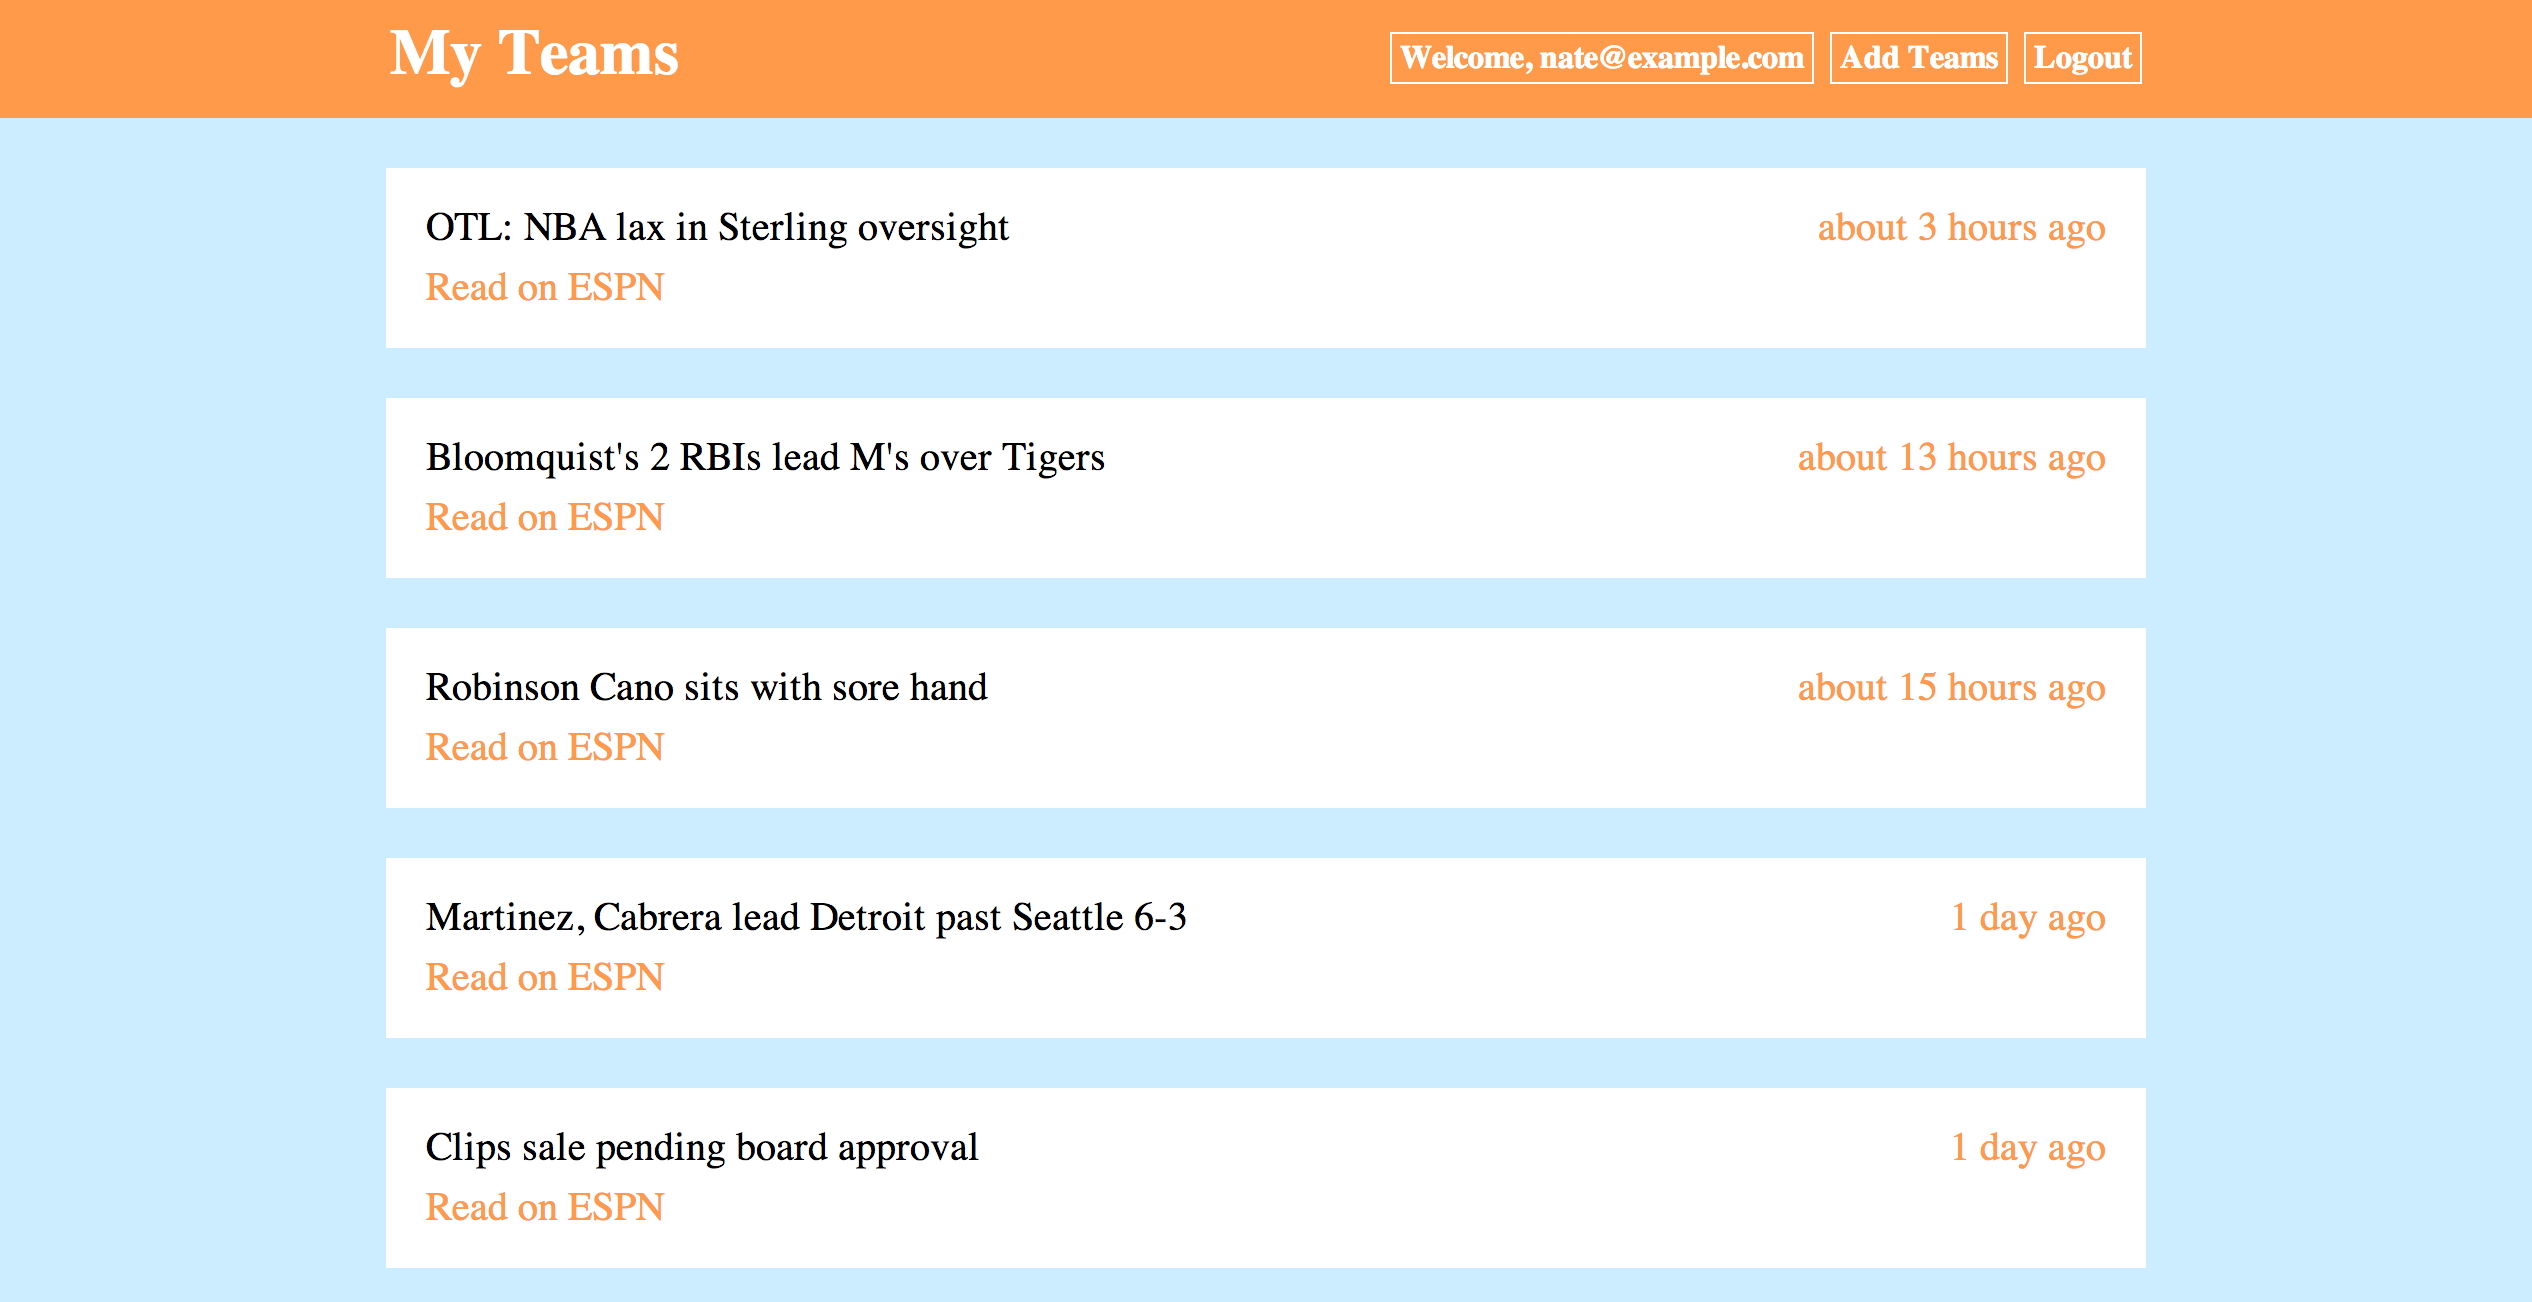 My Teams
Welcome, nate@example.com Add Teams Logout
OTL: NBA lax in Sterling oversight about 3 hours ago
Read on ESPN
Bloomquist's 2 RBIs lead M's over Tigers about 13 hours ago
Read on ESPN
Robinson Cano sits with sore hand about 15 hours ago
Read on ESPN
Martinez, Cabrera lead Detroit past Seattle 6-3 1 day ago
Read on ESPN
Clips sale pending board approval 1 day ago
Read on ESPN